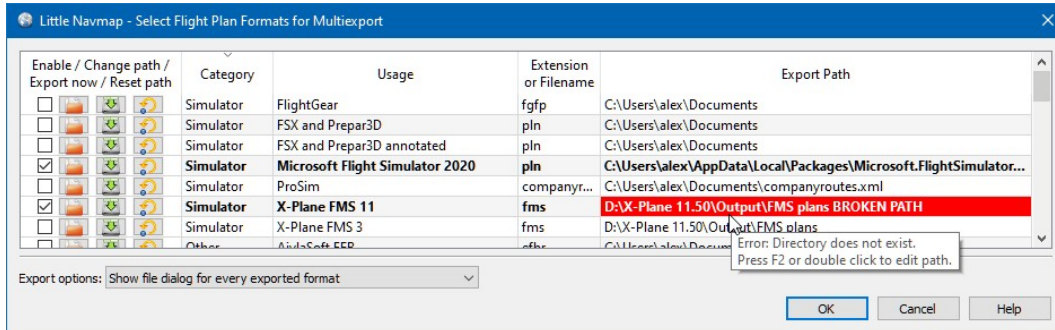 Little Navmap - Select Flight Plan Formats for Multiexport
Enable / Change path /
Export now / Reset path
Category
Usage
Extension
or Filename
Export Path
Simulator FlightGear fgfp C:\Users\alex\Documents
Simulator FSX and Prepar3D pln C:\Users\alex\Documents
Simulator FSX and Prepar3D annotated pln C:\Users\alex\Documents
Simulator Microsoft Flight Simulator 2020 pln C:\Users\alex\AppData\Local\Packages\Microsoft.FlightSimulator...
Simulator ProSim companyr... C:\Users\alex\Documents\companyroutes.xml
Simulator X-Plane FMS 11 fms D:\X-Plane 11.50\Output\FMS plans BROKEN PATH
Simulator X-Plane FMS 3 fms D:\X-Plane 11.50\Output\FMS plans
Other
Error: Directory does not exist.
Press F2 or double click to edit path.
Export options: Show file dialog for every exported format
OK Cancel Help